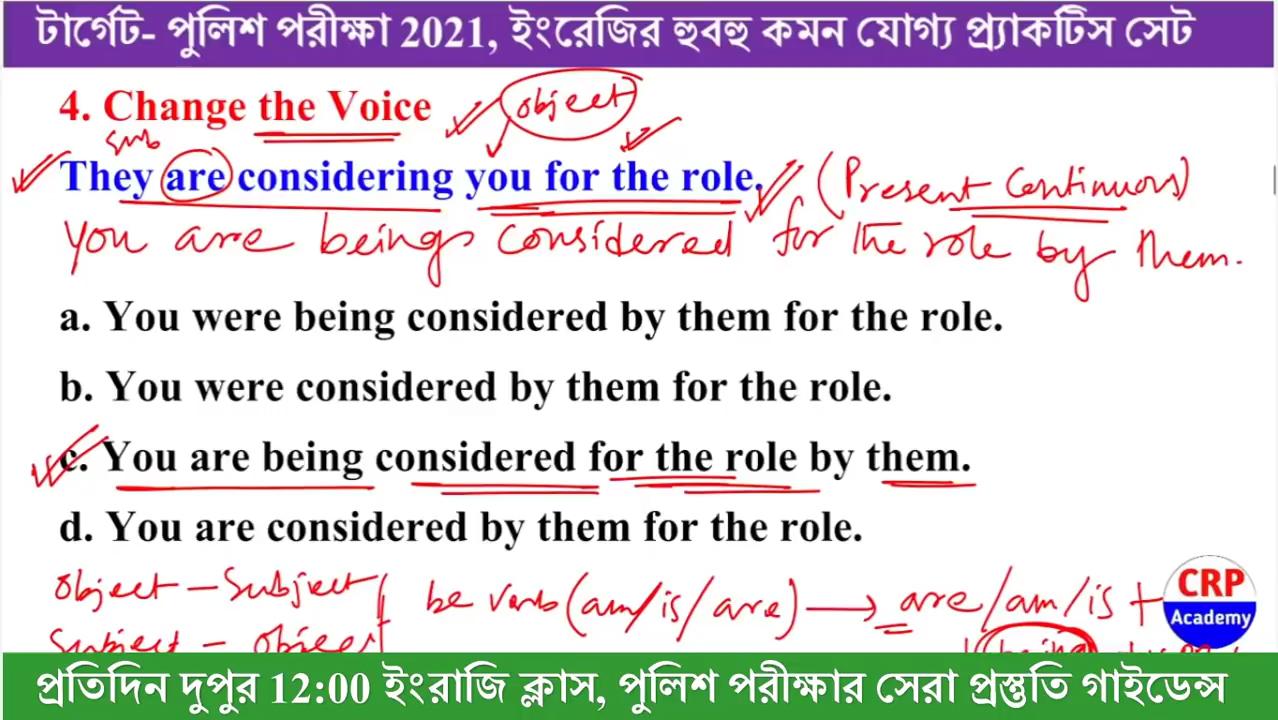 টার্গেট- পুলিশ পরীক্ষা 2021, ইংরেজির হুবহু কমন যোগ্য প্র্যাকটিস সেট
4. Change the Voice object
sub
They are considering you for the role. (Present Continuous)
You are being considered for the role by them.
a. You were being considered by them for the role.
b. You were considered by them for the role.
c. You are being considered for the role by them.
d. You are considered by them for the role.
Object - Subject be verb (am/is/are) → are/am/is +
Subject - Object being
CRP
Academy
প্রতিদিন দুপুর 12:00 ইংরাজি ক্লাস, পুলিশ পরীক্ষার সেরা প্রস্তুতি গাইডেন্স